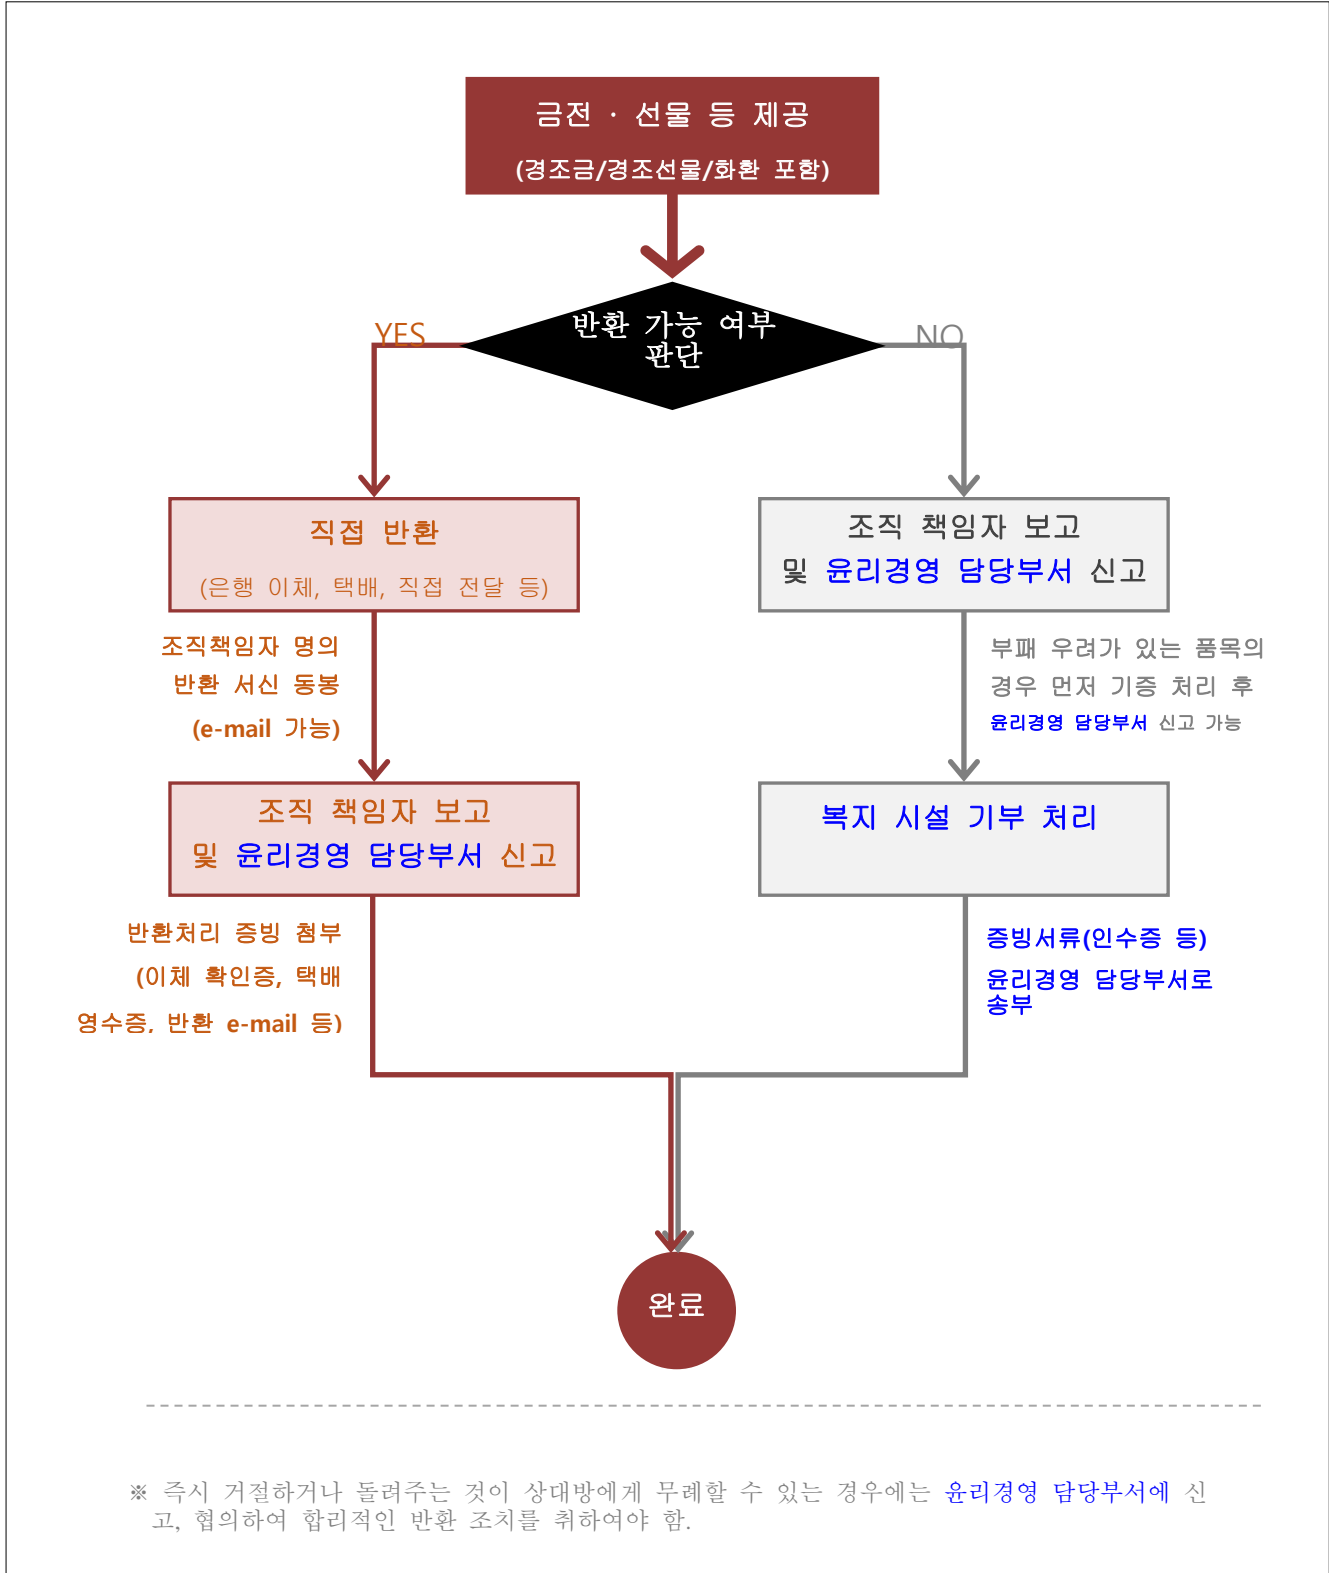 금전 · 선물 등 제공
(경조금/경조선물/화환 포함)
반환 가능 여부
판단
YES
NO
직접 반환
(은행 이체, 택배, 직접 전달 등)
조직 책임자 보고
및 윤리경영 담당부서 신고
조직책임자 명의
반환 서신 동봉
(e-mail 가능)
부패 우려가 있는 품목의
경우 먼저 기증 처리 후
윤리경영 담당부서 신고 가능
조직 책임자 보고
및 윤리경영 담당부서 신고
복지 시설 기부 처리
반환처리 증빙 첨부
(이체 확인증, 택배
영수증, 반환 e-mail 등)
증빙서류(인수증 등)
윤리경영 담당부서로
송부
완료
※ 즉시 거절하거나 돌려주는 것이 상대방에게 무례할 수 있는 경우에는 윤리경영 담당부서에 신
고, 협의하여 합리적인 반환 조치를 취하여야 함.